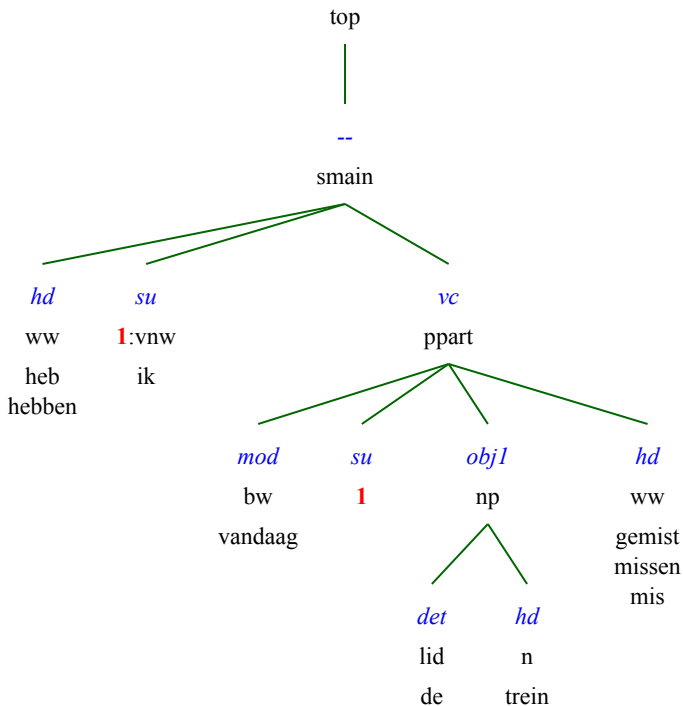 top
--
smain
hd su vc
ww 1:vnw ppart
heb ik
hebben
mod su obj1 hd
bw 1 np ww
vandaag gemist
missen
mis
det hd
lid n
de trein